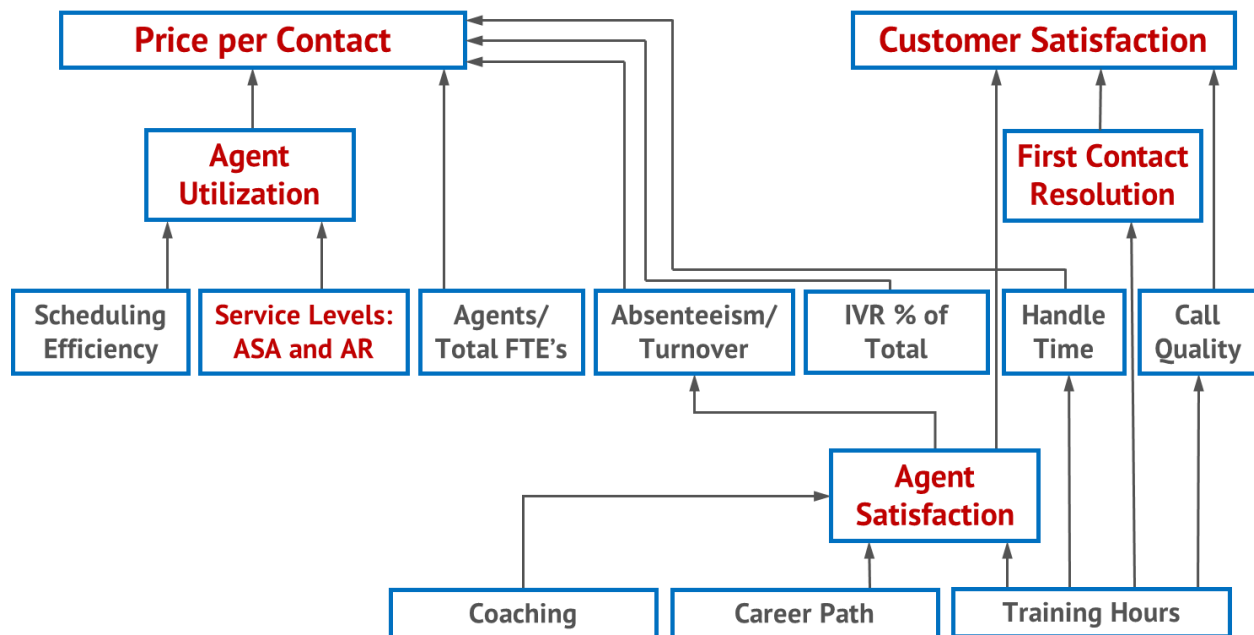 Price per Contact
Customer Satisfaction
Agent
Utilization
First Contact
Resolution
Scheduling
Efficiency
Service Levels:
ASA and AR
Agents/
Total FTE’s
Absenteeism/
Turnover
IVR % of
Total
Handle
Time
Call
Quality
Agent
Satisfaction
Coaching
Career Path
Training Hours